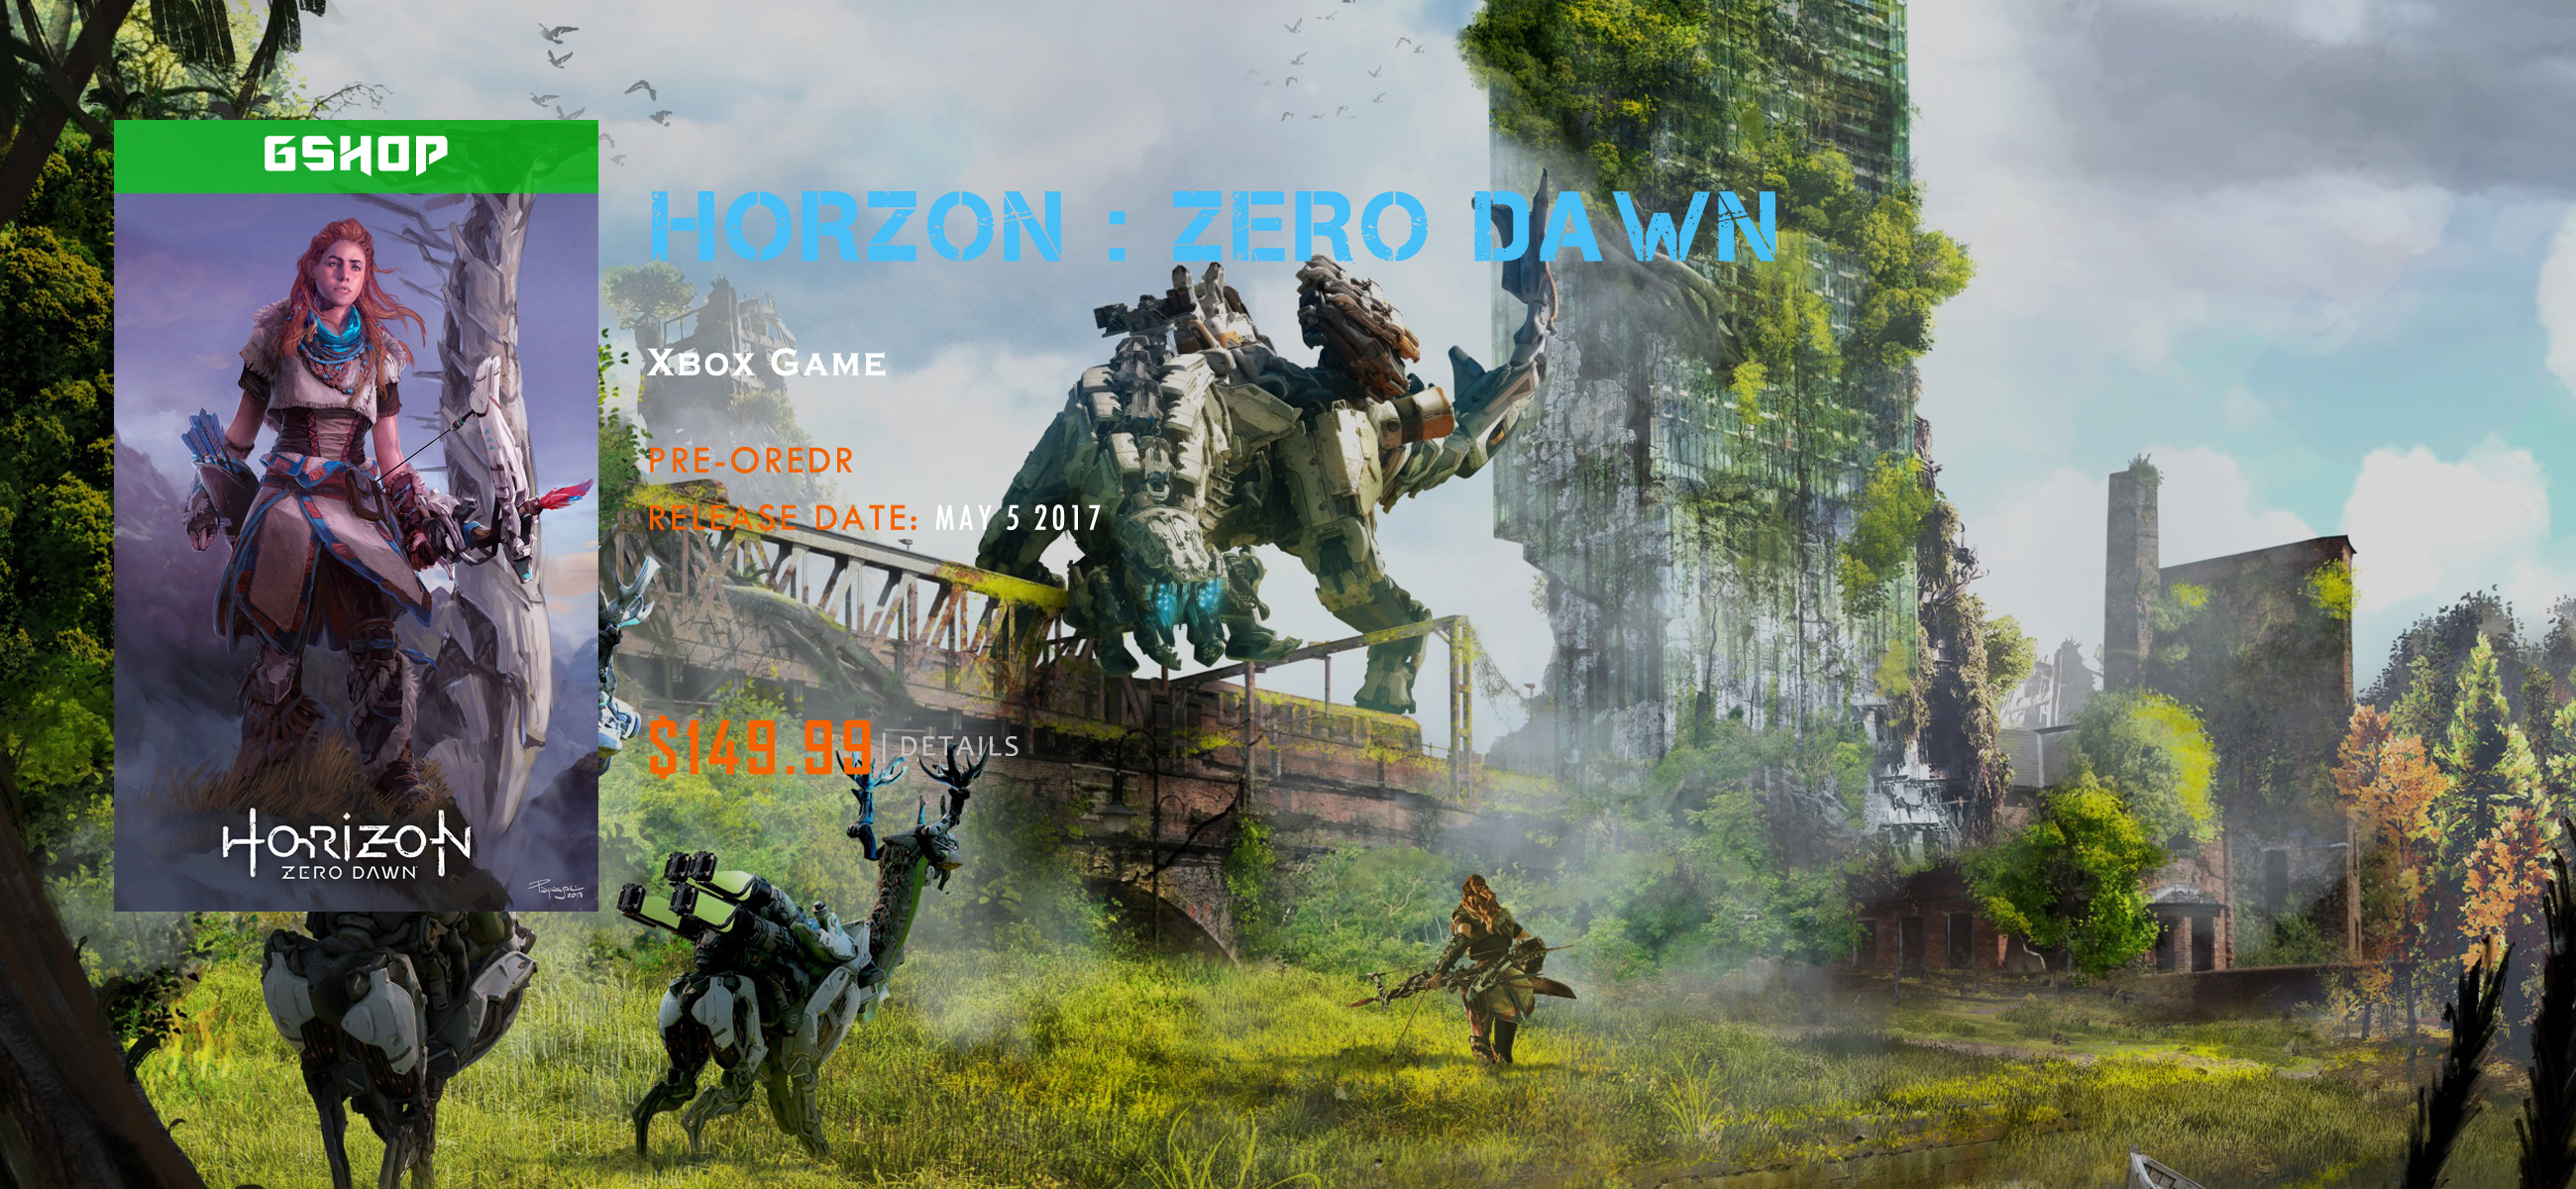 GSHOP
HORZON : ZERO DAWN
XBOX GAME
PRE-OREDR
RELEASE DATE: MAY 5 2017
$149.99 | DETAILS
HORIZON
ZERO DAWN